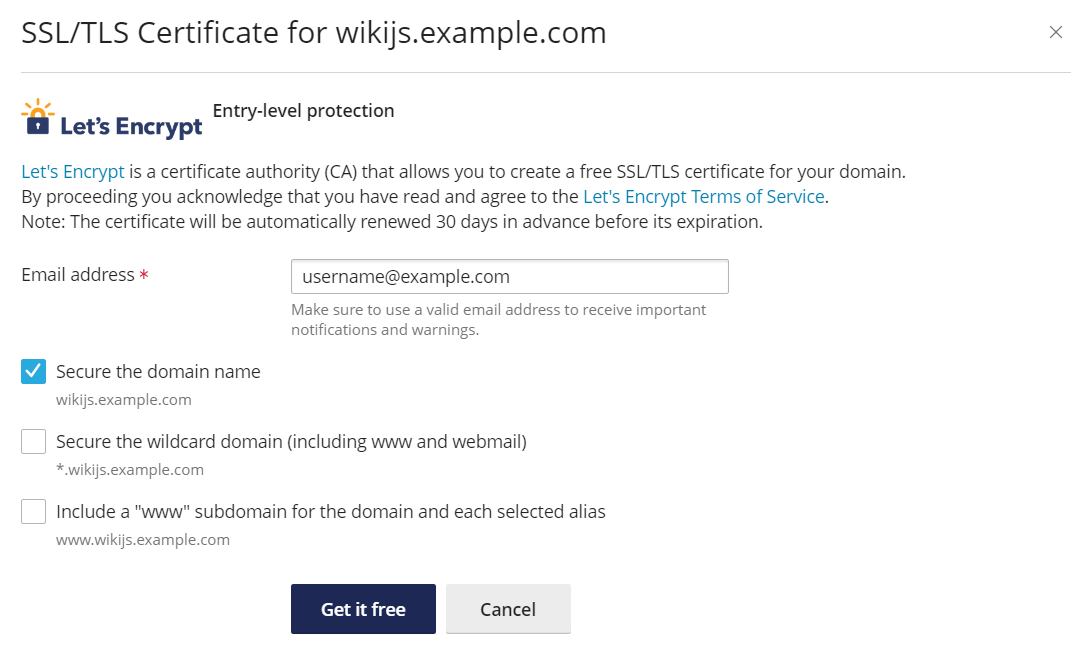 SSL/TLS Certificate for wikijs.example.com
Let's Encrypt
Entry-level protection
Let's Encrypt is a certificate authority (CA) that allows you to create a free SSL/TLS certificate for your domain.
By proceeding you acknowledge that you have read and agree to the Let's Encrypt Terms of Service.
Note: The certificate will be automatically renewed 30 days in advance before its expiration.
Email address *
username@example.com
Make sure to use a valid email address to receive important
notifications and warnings.
Secure the domain name
wikijs.example.com
Secure the wildcard domain (including www and webmail)
*.wikijs.example.com
Include a "www" subdomain for the domain and each selected alias
www.wikijs.example.com
Get it free
Cancel